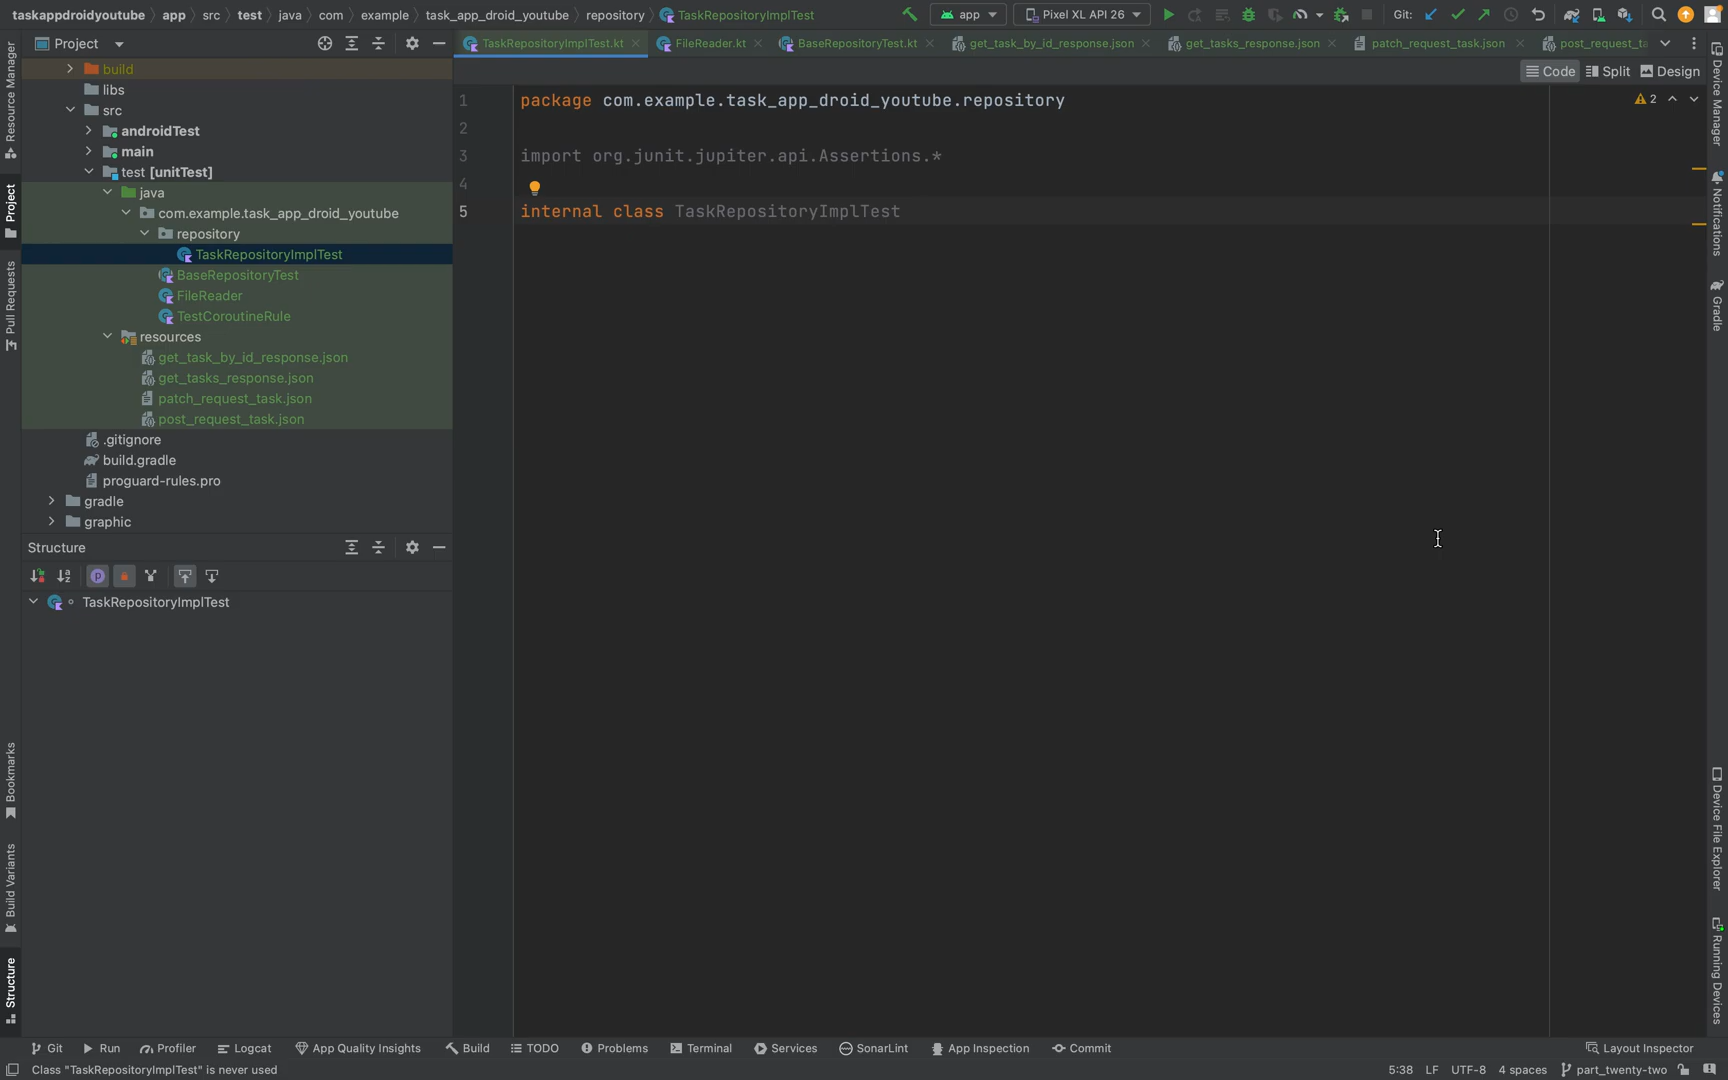 taskappdroidyoutube app src test java com example task_app_droid_youtube repository TaskRepositoryImplTest
app
Pixel XL API 26
Git:
Project
TaskRepositoryImplTest.kt
FileReader.kt
BaseRepositoryTest.kt
get_task_by_id_response.json
get_tasks_response.json
patch_request_task.json
post_request_ta
Code
Split
Design
Resource Manager
Project
Pull Requests
Bookmarks
Build Variants
Structure
build
libs
src
androidTest
main
test [unitTest]
java
com.example.task_app_droid_youtube
repository
TaskRepositoryImplTest
BaseRepositoryTest
FileReader
TestCoroutineRule
resources
get_task_by_id_response.json
get_tasks_response.json
patch_request_task.json
post_request_task.json
.gitignore
build.gradle
proguard-rules.pro
gradle
graphic
Structure
TaskRepositoryImplTest
1 package com.example.task_app_droid_youtube.repository
2
3 import org.junit.jupiter.api.Assertions.*
4
5 internal class TaskRepositoryImplTest
2
Device Manager
Notifications
Gradle
Device File Explorer
Running Devices
Git
Run
Profiler
Logcat
App Quality Insights
Build
TODO
Problems
Terminal
Services
SonarLint
App Inspection
Commit
Layout Inspector
Class "TaskRepositoryImplTest" is never used
5:38
LF
UTF-8
4 spaces
part_twenty-two